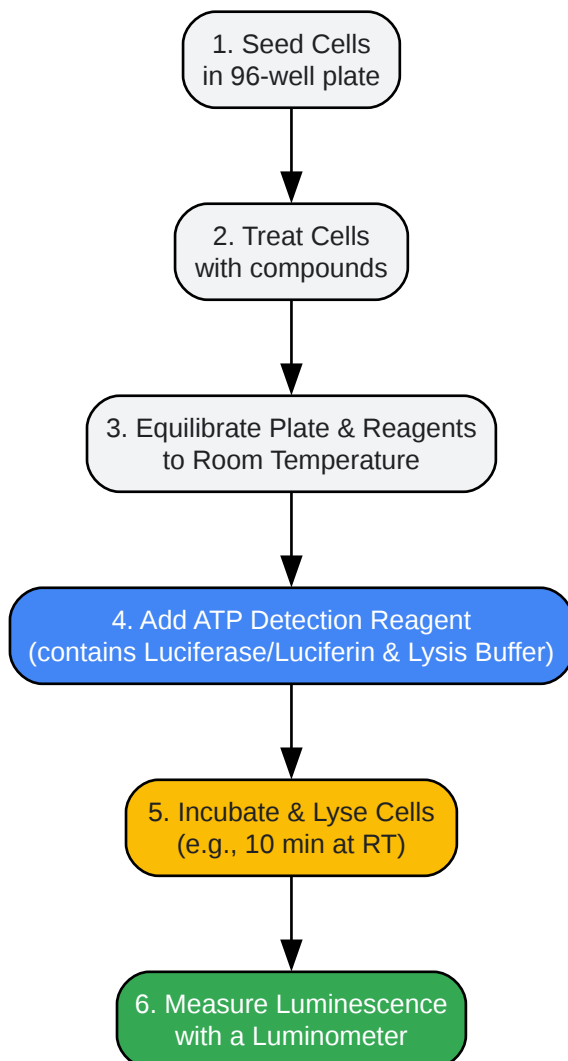 1. Seed Cells
in 96-well plate
2. Treat Cells
with compounds
3. Equilibrate Plate & Reagents
to Room Temperature
4. Add ATP Detection Reagent
(contains Luciferase/Luciferin & Lysis Buffer)
5. Incubate & Lyse Cells
(e.g., 10 min at RT)
6. Measure Luminescence
with a Luminometer